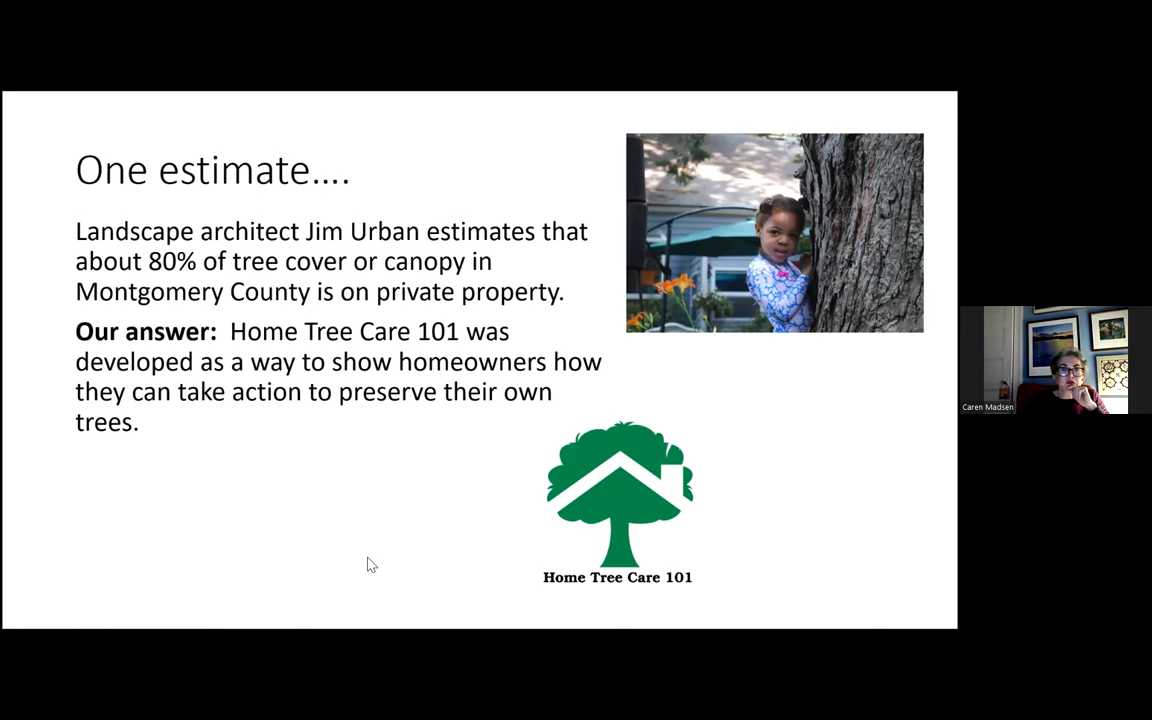 One estimate....
Landscape architect Jim Urban estimates that
about 80% of tree cover or canopy in
Montgomery County is on private property.
Our answer:  Home Tree Care 101 was
developed as a way to show homeowners how
they can take action to preserve their own
trees.
Home Tree Care 101
Caren Madsen